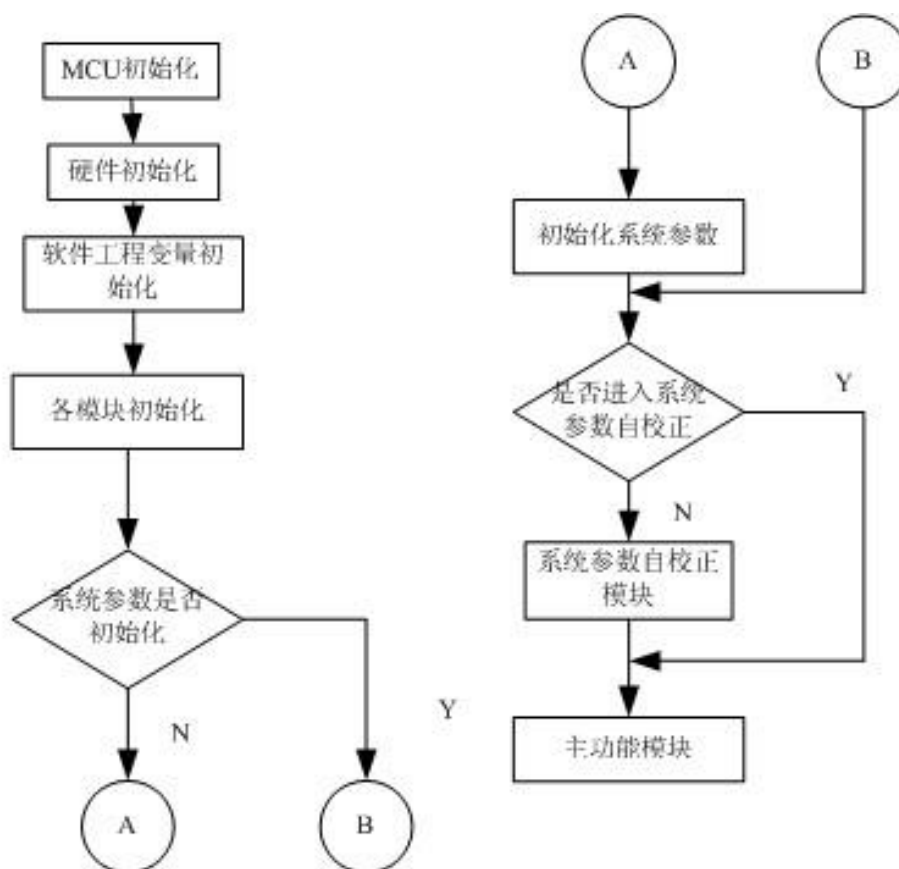 MCU初始化
硬件初始化
软件工程变量初
始化
各模块初始化
系统参数是否
初始化
N
Y
A
B
A
B
初始化系统参数
是否进入系统
参数自校正
Y
N
系统参数自校正
模块
主功能模块